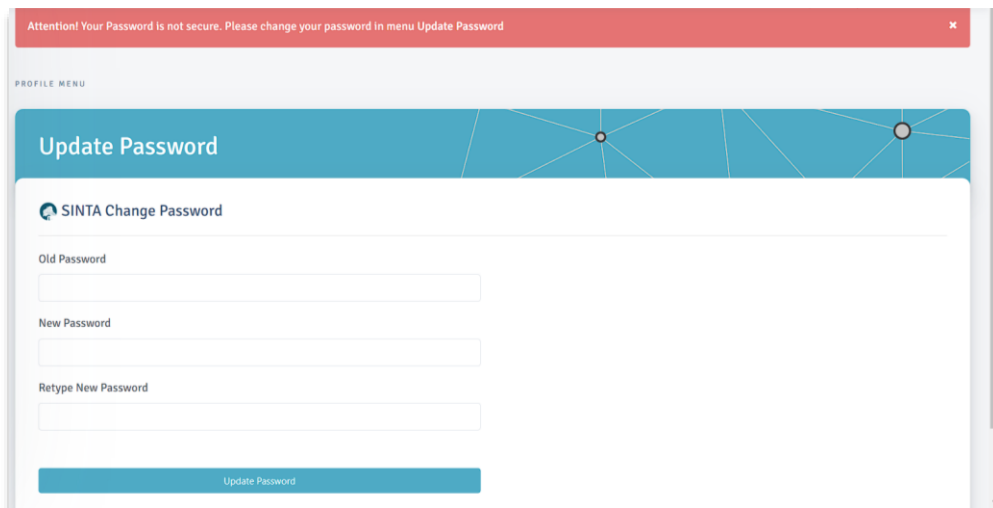 Attention! Your Password is not secure. Please change your password in menu Update Password ×
PROFILE MENU
Update Password
SINTA Change Password
Old Password
New Password
Retype New Password
Update Password